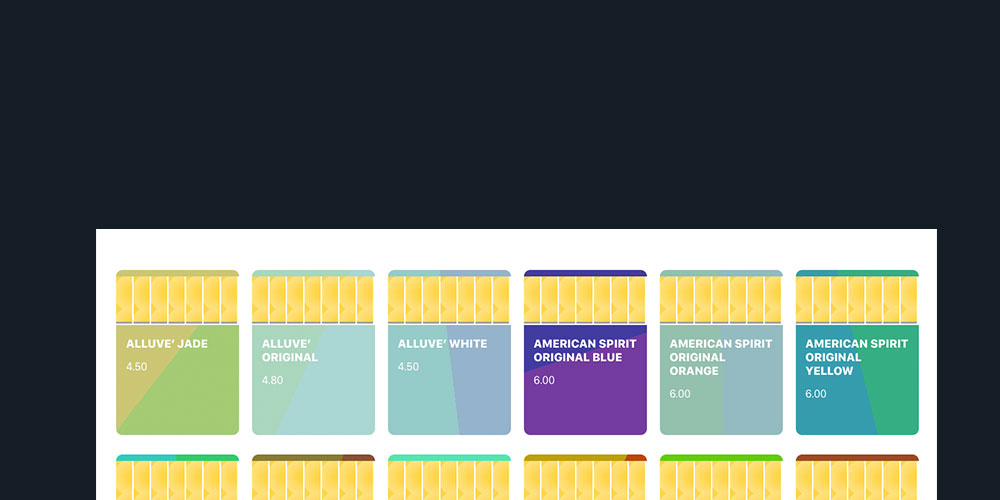 ALLUVE’ JADE
4.50
ALLUVE’
ORIGINAL
4.80
ALLUVE’ WHITE
4.50
AMERICAN SPIRIT
ORIGINAL BLUE
6.00
AMERICAN SPIRIT
ORIGINAL
ORANGE
6.00
AMERICAN SPIRIT
ORIGINAL
YELLOW
6.00